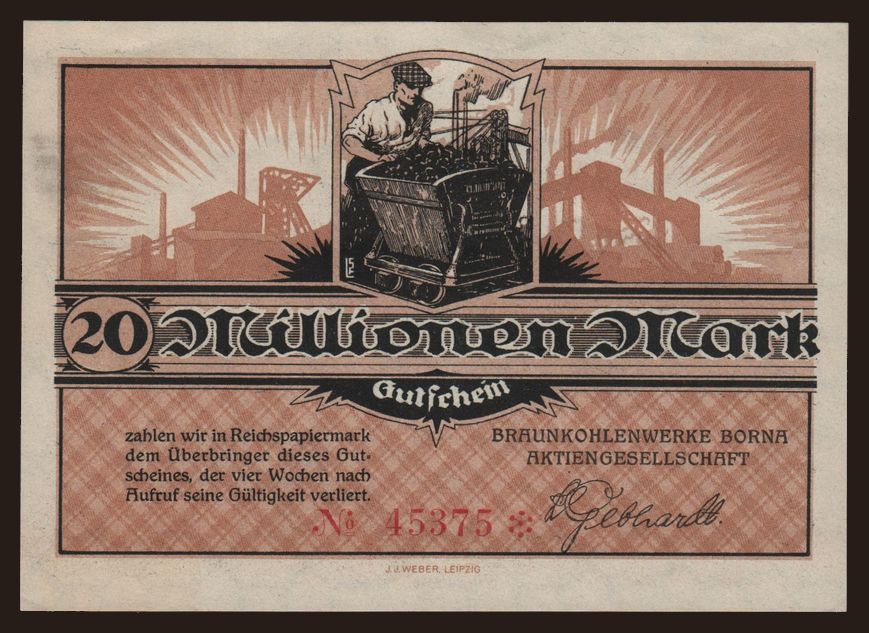 20 Millionen Mark
Gutschein
zahlen wir in Reichspapiermark
dem Überbringer dieses Gut-
scheines, der vier Wochen nach
Aufruf seine Gültigkeit verliert.
BRAUNKOHLENWERKE BORNA
AKTIENGESELLSCHAFT
No 45375 *
Gebhardt.
J.J. WEBER, LEIPZIG